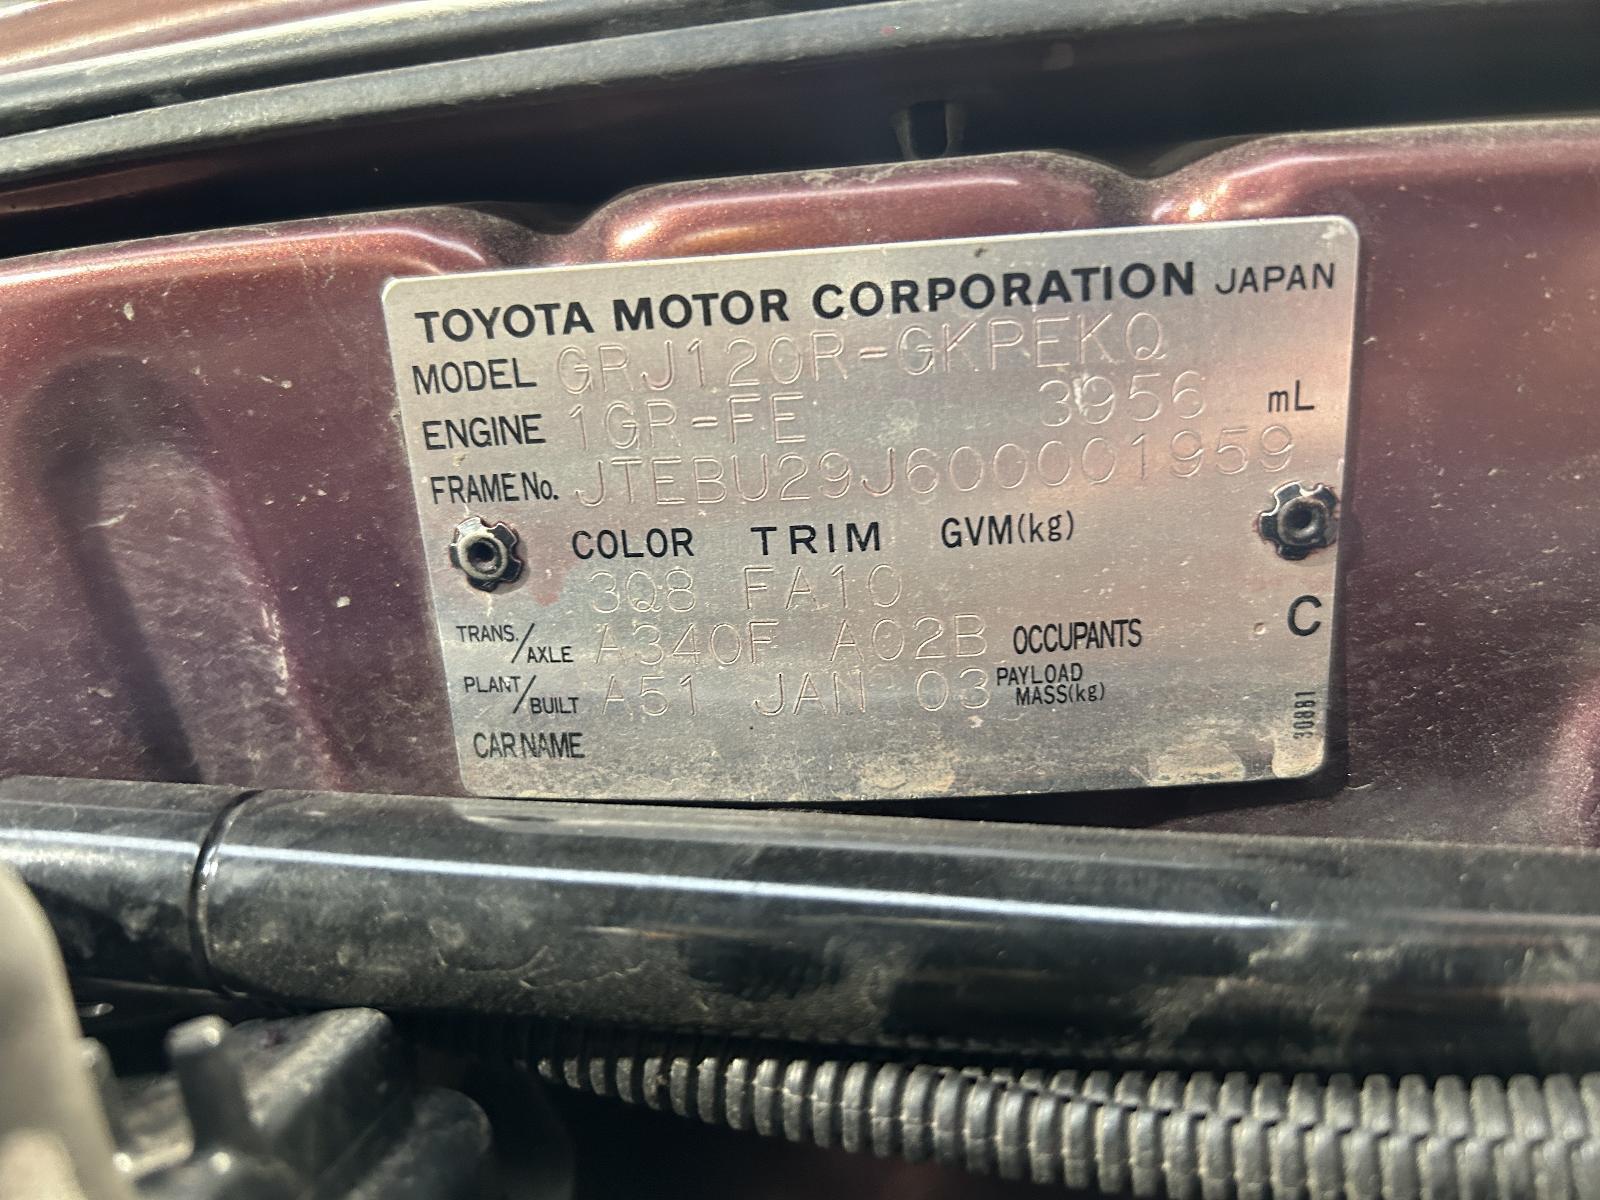 TOYOTA MOTOR CORPORATION JAPAN
MODEL GRJ120R-GKPEKQ
ENGINE 1GR-FE 3956 mL
FRAME No. JTEBU29J600001959
COLOR TRIM GVM(kg)
3Q8 FA10
TRANS./AXLE A340F A02B OCCUPANTS C
PLANT/BUILT A51 JAN 03 PAYLOAD MASS(kg)
CAR NAME
30881